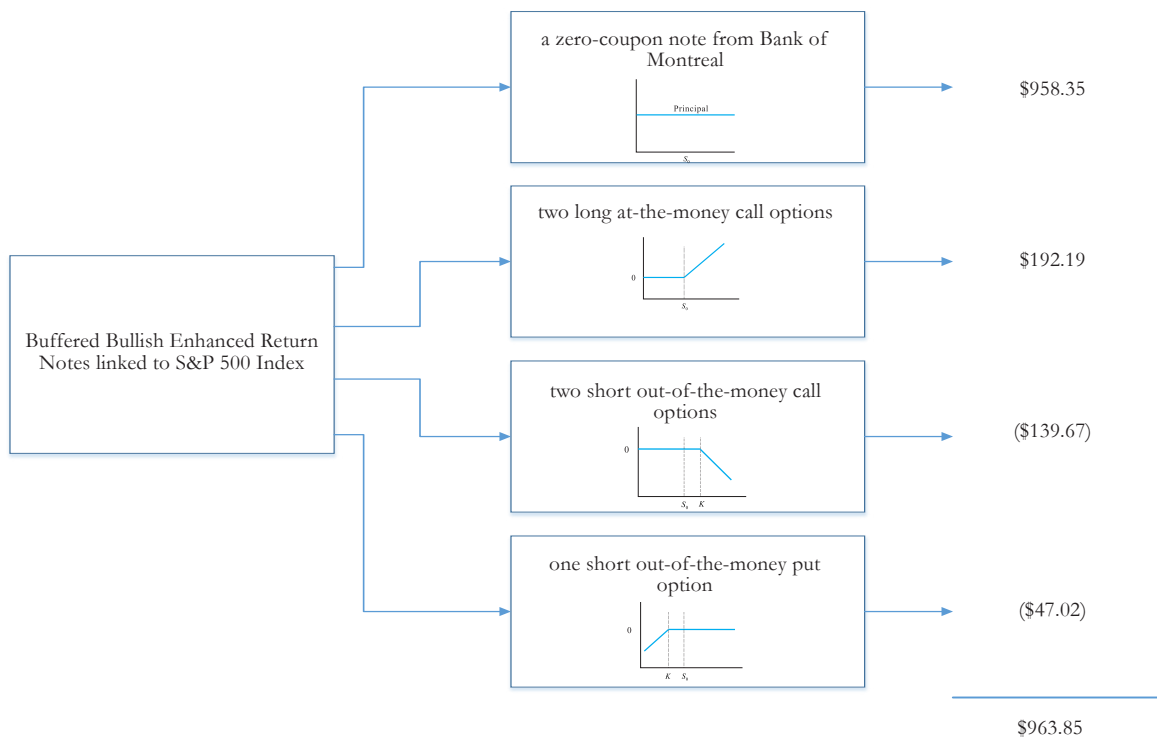 a zero-coupon note from Bank of
Montreal
Principal
S₀
$958.35
two long at-the-money call options
0
S₀
$192.19
Buffered Bullish Enhanced Return
Notes linked to S&P 500 Index
two short out-of-the-money call
options
0
S₀ K
($139.67)
one short out-of-the-money put
option
0
K S₀
($47.02)
$963.85